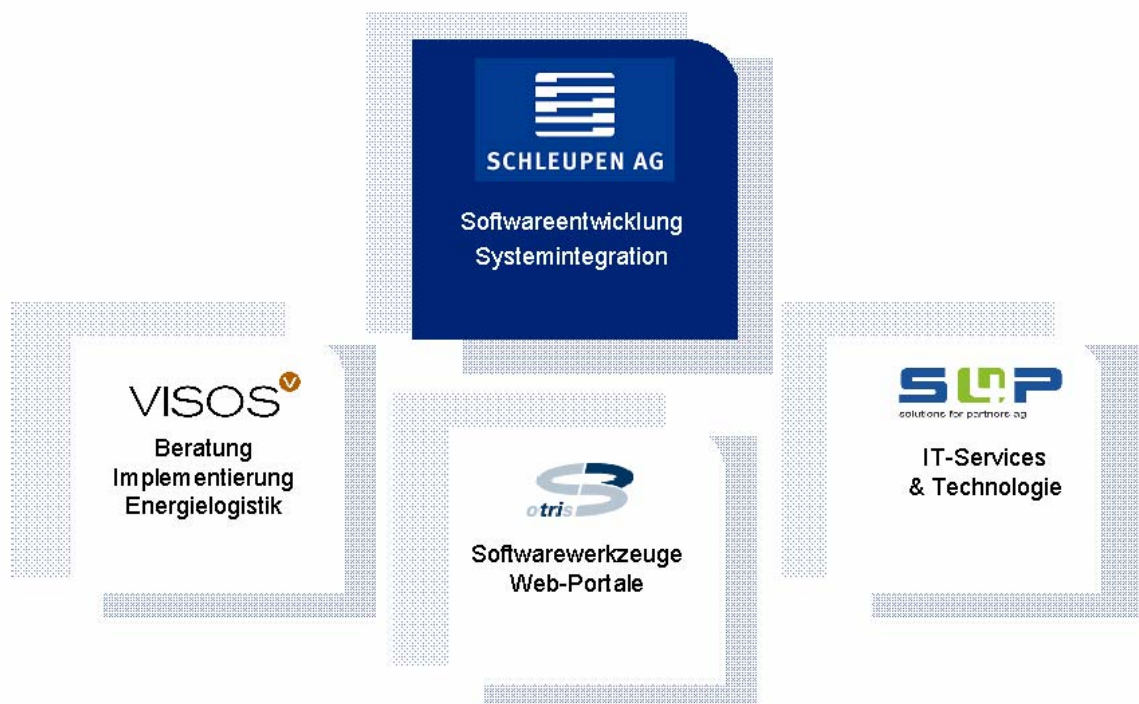 SCHLEUPEN AG
Softwareentwicklung
Systemintegration
VISOS
V
Beratung
Implementierung
Energielogistik
otris
Softwarewerkzeuge
Web-Portale
S4P
solutions for partners ag
IT-Services
& Technologie